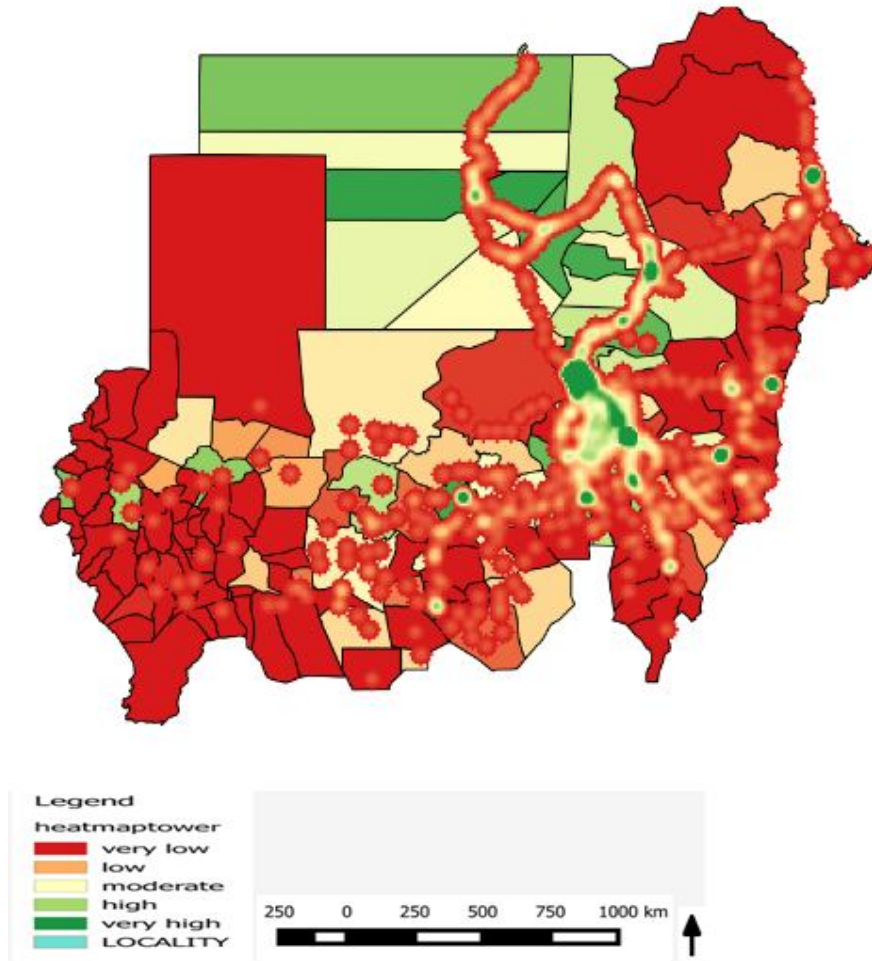 Legend
heatmaptower
very low
low
moderate
high
very high
LOCALITY
250 0 250 500 750 1000 km